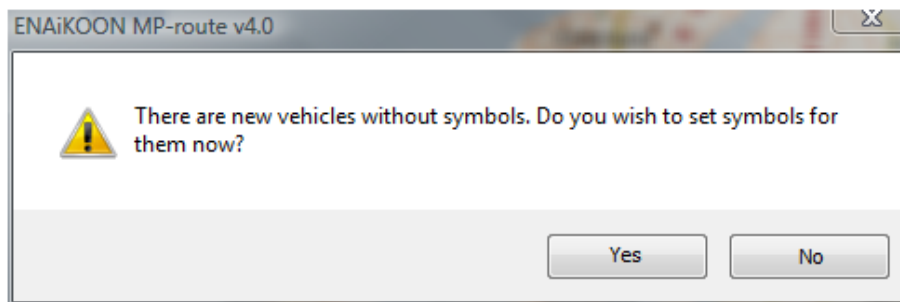 ENAiKOON MP-route v4.0
There are new vehicles without symbols. Do you wish to set symbols for
them now?
Yes
No